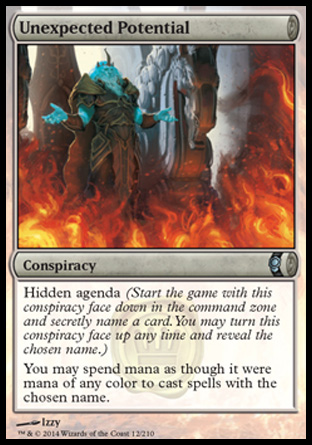 Unexpected Potential
Conspiracy
Hidden agenda (Start the game with this
conspiracy face down in the command zone
and secretly name a card. You may turn this
conspiracy face up any time and reveal the
chosen name.)
You may spend mana as though it were
mana of any color to cast spells with the
chosen name.
Izzy
™ & © 2014 Wizards of the Coast 12/210